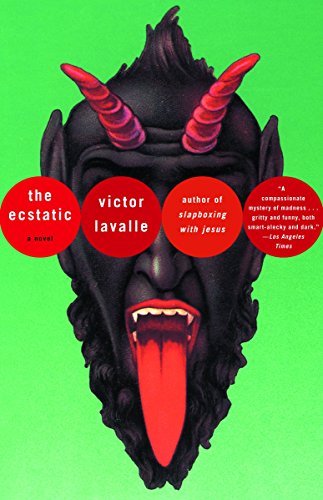 the
ecstatic
a novel
victor
lavalle
author of
slapboxing
with jesus
"A
compassionate
mystery of madness . . .
gritty and funny, both
smart-alecky and dark."
—Los Angeles
Times